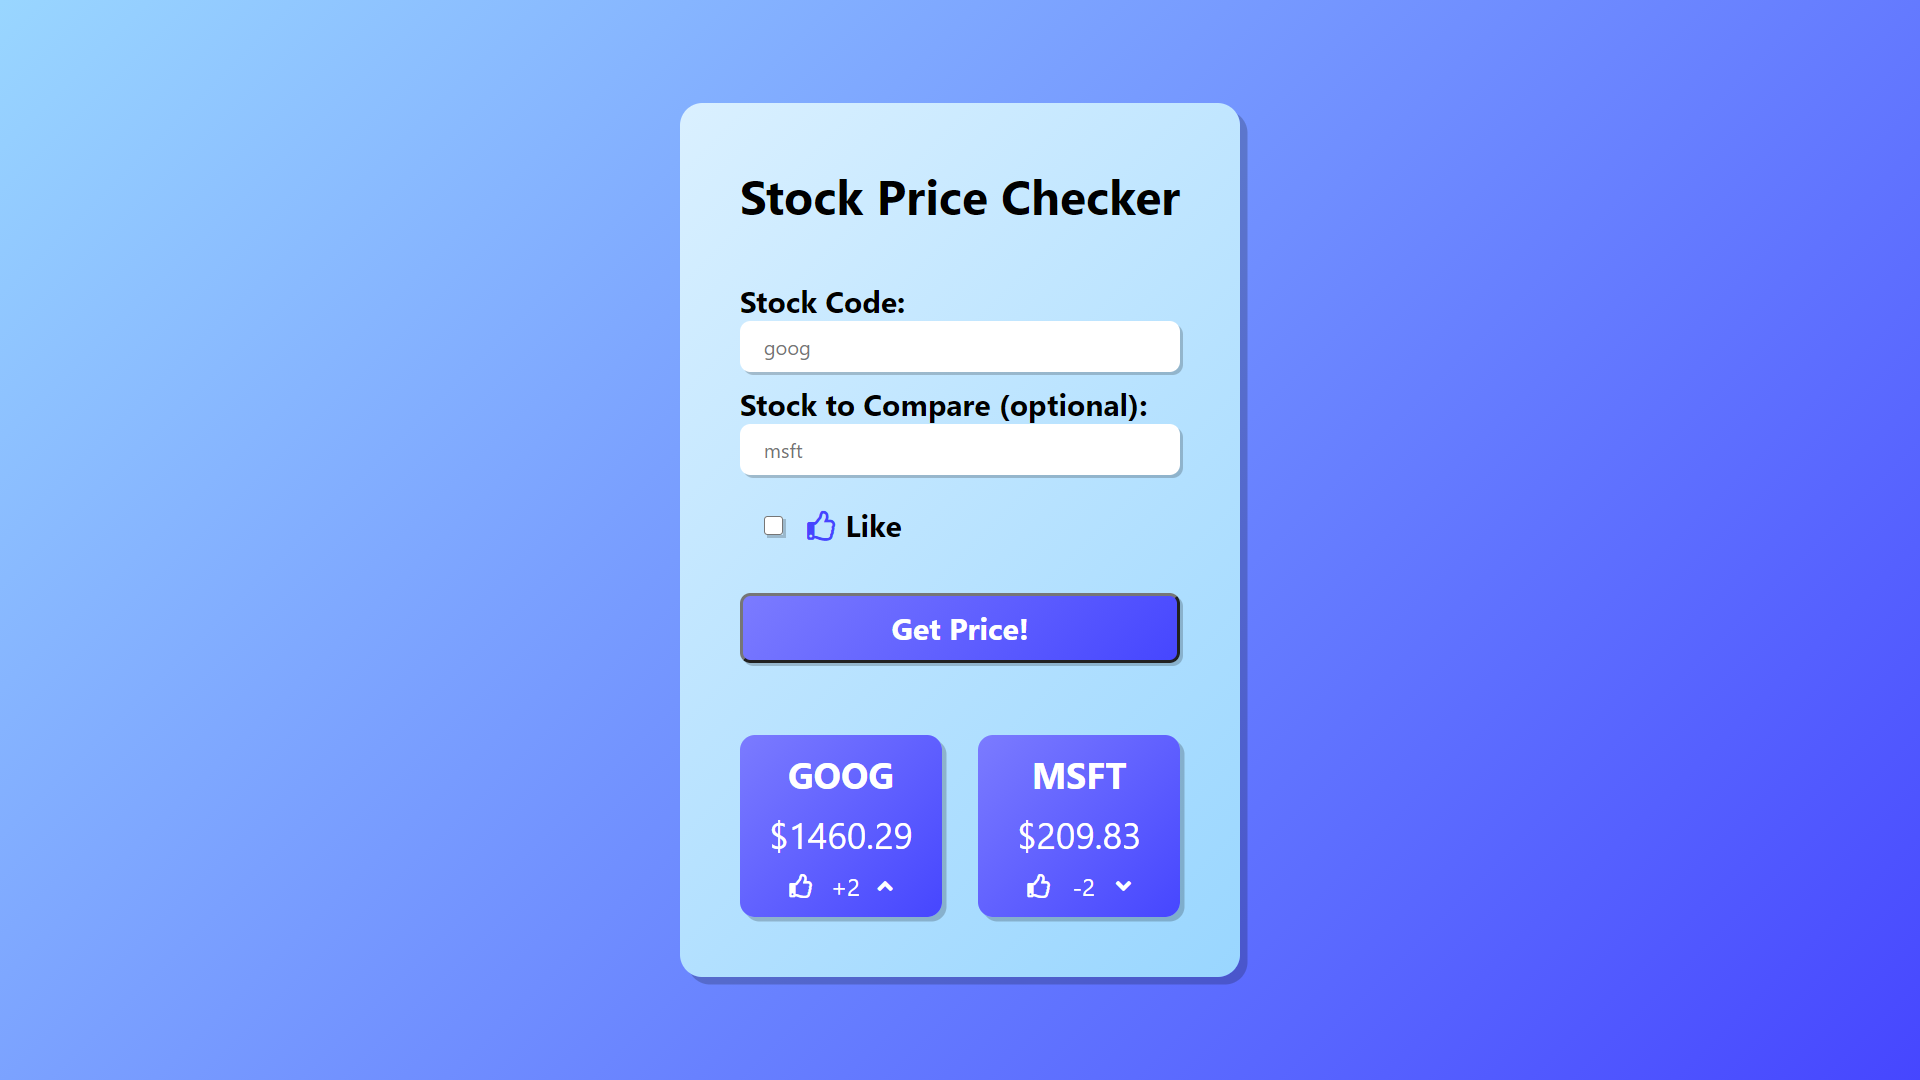 Stock Price Checker
Stock Code:
goog
Stock to Compare (optional):
msft
Like
Get Price!
GOOG
$1460.29
+2
MSFT
$209.83
-2